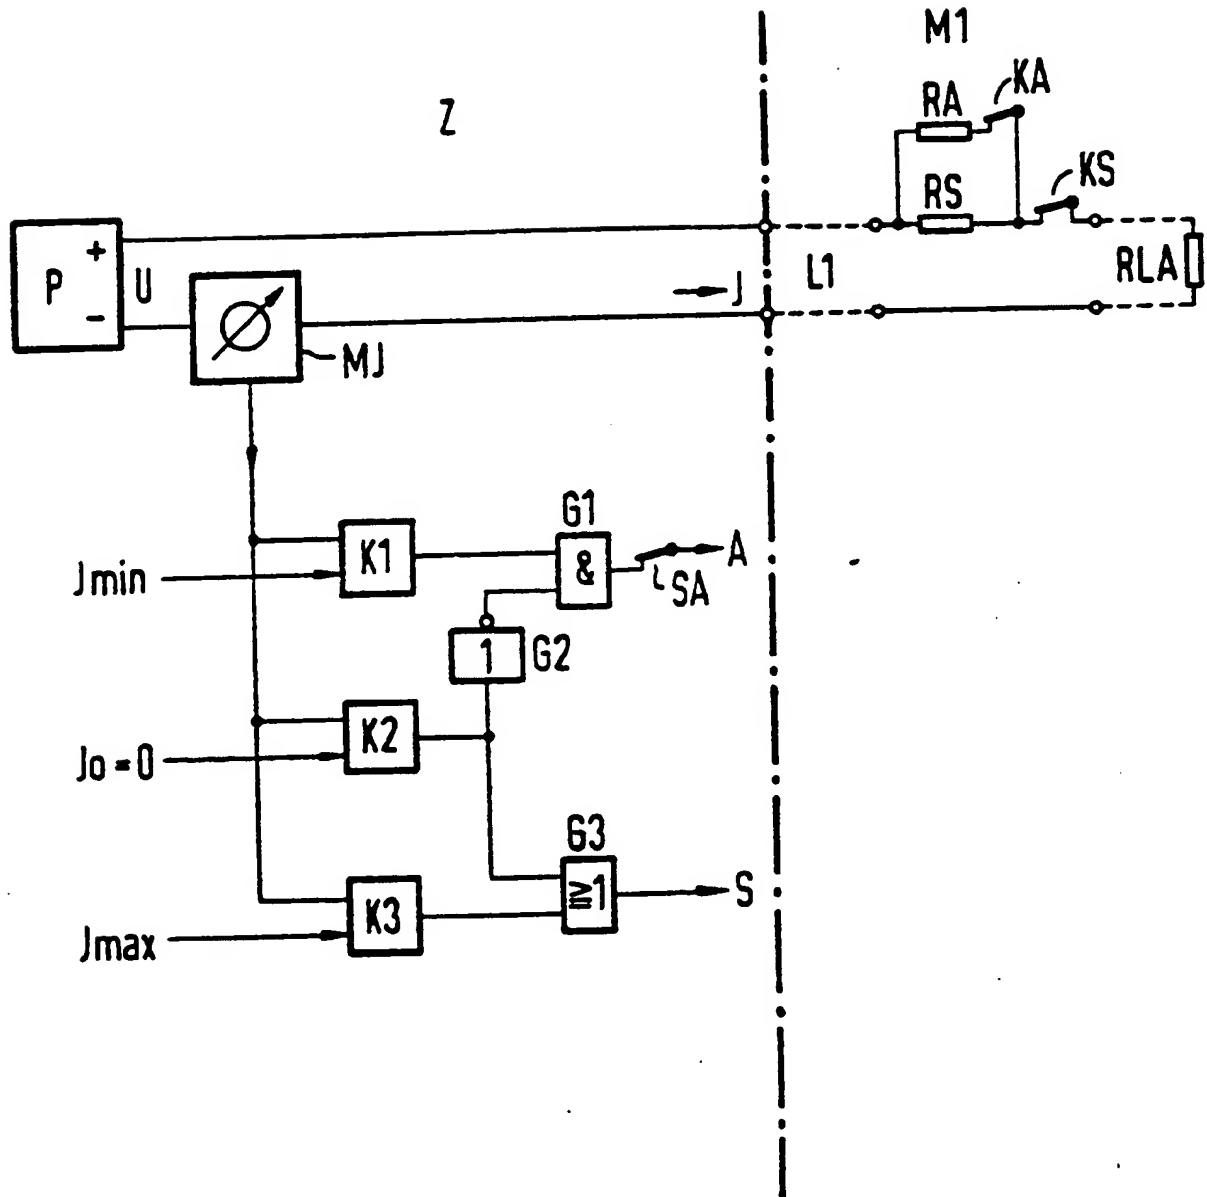 M1
Z
RA
KA
RS
KS
P
+
−
U
J
L1
RLA
MJ
G1
K1
&
A
Jmin
SA
1
G2
K2
Jo = 0
G3
K3
≥1
S
Jmax